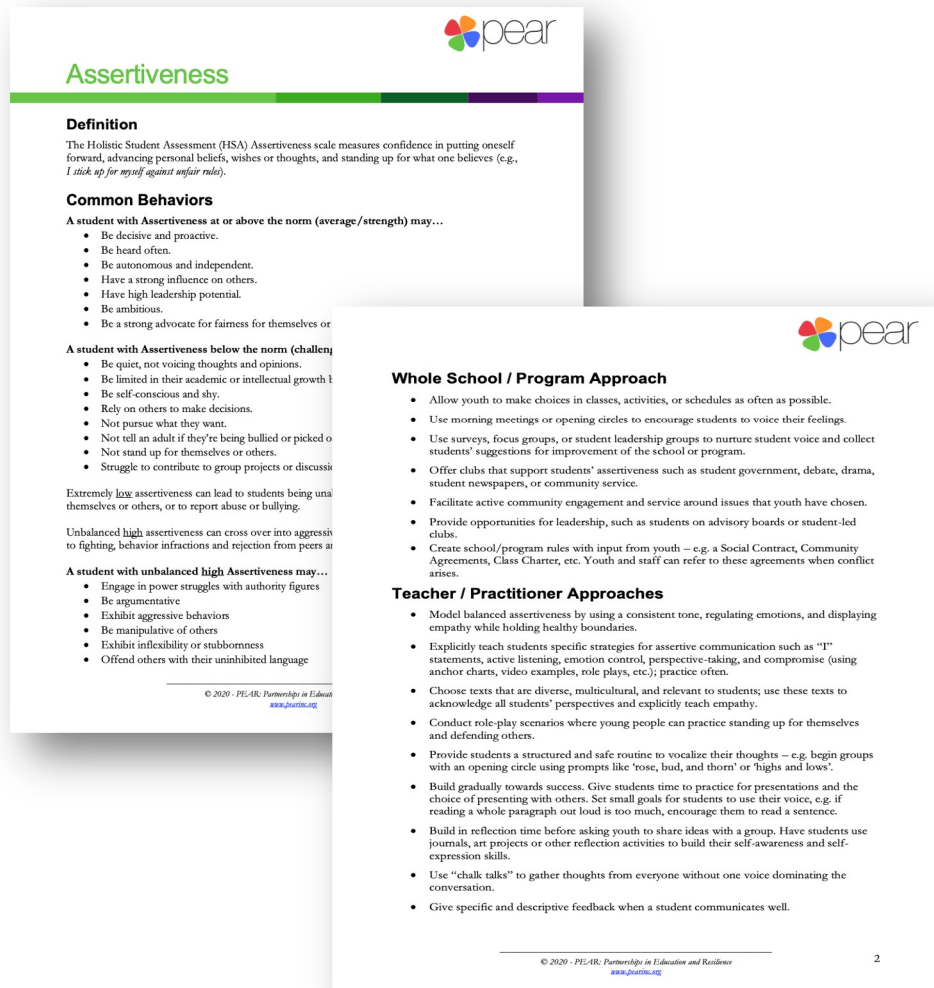 pear
Assertiveness
Definition
The Holistic Student Assessment (HSA) Assertiveness scale measures confidence in putting oneself
forward, advancing personal beliefs, wishes or thoughts, and standing up for what one believes (e.g.,
I stick up for myself against unfair rules).
Common Behaviors
A student with Assertiveness at or above the norm (average/strength) may…
• Be decisive and proactive.
• Be heard often.
• Be autonomous and independent.
• Have a strong influence on others.
• Have high leadership potential.
• Be ambitious.
• Be a strong advocate for fairness for themselves or
A student with Assertiveness below the norm
• Be quiet, not voicing thoughts and opinions.
• Be limited in their academic or intellectual growth
• Be self-conscious and shy.
• Rely on others to make decisions.
• Not pursue what they want.
• Not tell an adult if they're being bullied or picked
• Not stand up for themselves or others.
• Struggle to contribute to group projects or
Extremely low assertiveness can lead to students being
themselves or others, or to report abuse or bullying.
Unbalanced high assertiveness can cross over into
to fighting, behavior infractions and rejection from peers
A student with unbalanced high Assertiveness may…
• Engage in power struggles with authority figures
• Be argumentative
• Exhibit aggressive behaviors
• Be manipulative of others
• Exhibit inflexibility or stubbornness
• Offend others with their uninhibited language
© 2020 - PEAR: Partnerships in
www.pearinc.org
pear
Whole School / Program Approach
• Allow youth to make choices in classes, activities, or schedules as often as possible.
• Use morning meetings or opening circles to encourage students to voice their feelings.
• Use surveys, focus groups, or student leadership groups to nurture student voice and collect
students' suggestions for improvement of the school or program.
• Offer clubs that support students' assertiveness such as student government, debate, drama,
student newspapers, or community service.
• Facilitate active community engagement and service around issues that youth have chosen.
• Provide opportunities for leadership, such as students on advisory boards or student-led
clubs.
• Create school/program rules with input from youth – e.g. a Social Contract, Community
Agreements, Class Charter, etc. Youth and staff can refer to these agreements when conflict
arises.
Teacher / Practitioner Approaches
• Model balanced assertiveness by using a consistent tone, regulating emotions, and displaying
empathy while holding healthy boundaries.
• Explicitly teach students specific strategies for assertive communication such as “I”
statements, active listening, emotion control, perspective-taking, and compromise (using
anchor charts, video examples, role plays, etc.); practice often.
• Choose texts that are diverse, multicultural, and relevant to students; use these texts to
acknowledge all students' perspectives and explicitly teach empathy.
• Conduct role-play scenarios where young people can practice standing up for themselves
and defending others.
• Provide students a structured and safe routine to vocalize their thoughts – e.g. begin groups
with an opening circle using prompts like ‘rose, bud, and thorn’ or ‘highs and lows’.
• Build gradually towards success. Give students time to practice for presentations and the
choice of presenting with others. Set small goals for students to use their voice, e.g. if
reading a whole paragraph out loud is too much, encourage them to read a sentence.
• Build in reflection time before asking youth to share ideas with a group. Have students use
journals, art projects or other reflection activities to build their self-awareness and self-
expression skills.
• Use “chalk talks” to gather thoughts from everyone without one voice dominating the
conversation.
• Give specific and descriptive feedback when a student communicates well.
© 2020 - PEAR: Partnerships in Education and Resilience
www.pearinc.org
2